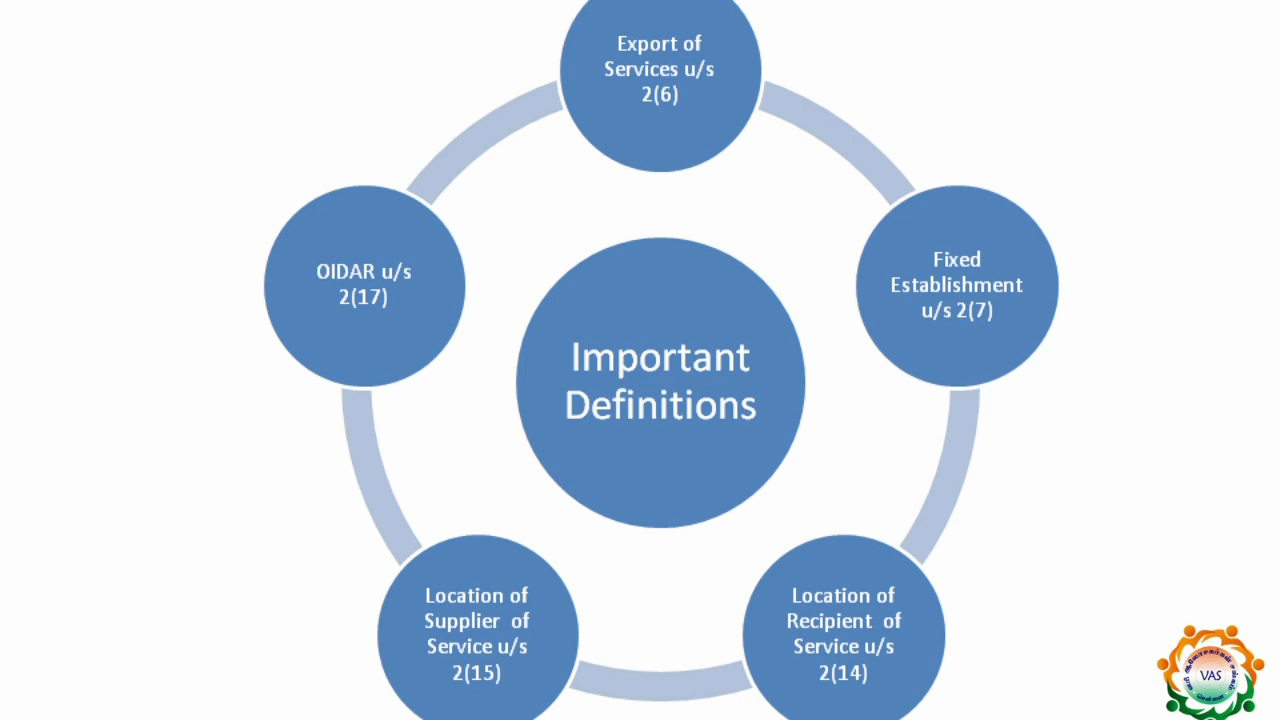 Export of
Services u/s
2(6)
Fixed
Establishment
u/s 2(7)
Location of
Recipient of
Service u/s
2(14)
Location of
Supplier of
Service u/s
2(15)
OIDAR u/s
2(17)
Important
Definitions
VAS